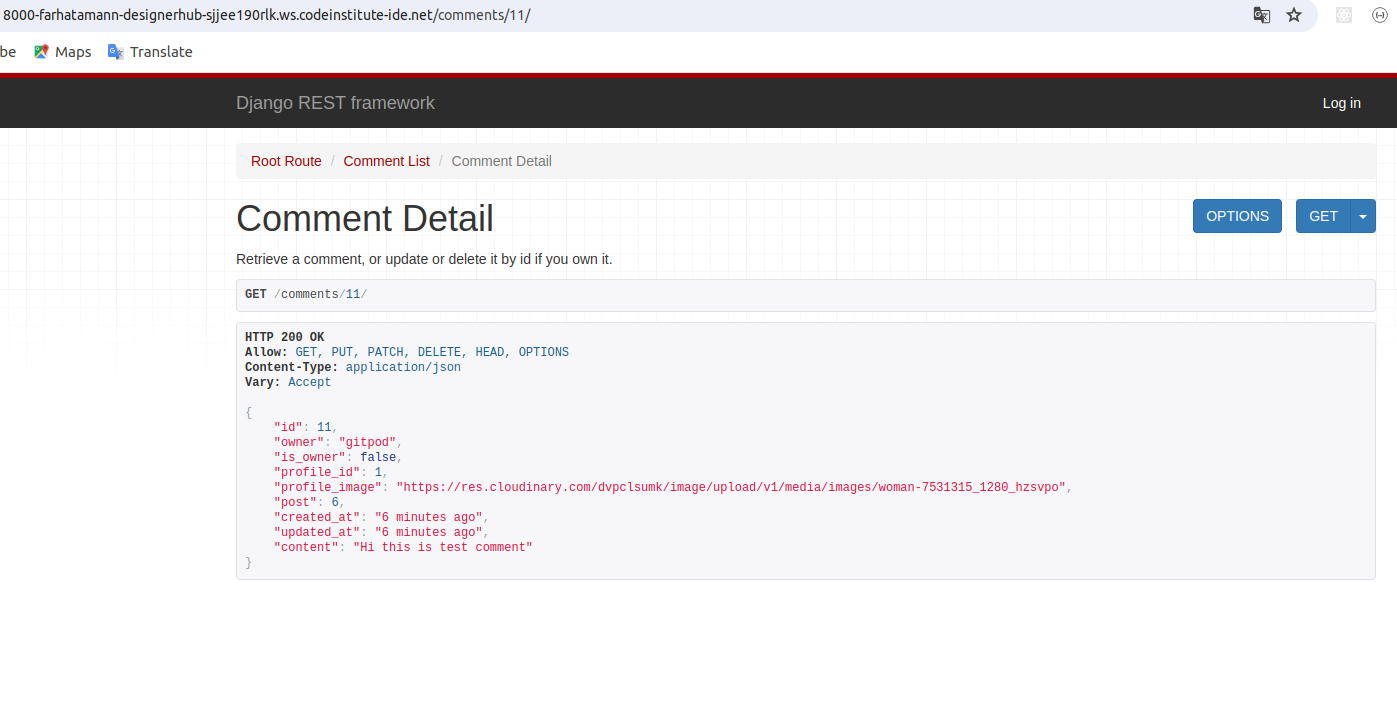 8000-farhatamann-designerhub-sjjee190rlk.ws.codeinstitute-ide.net/comments/11/
be Maps Translate
Django REST framework Log in
Root Route / Comment List / Comment Detail
Comment Detail OPTIONS GET
Retrieve a comment, or update or delete it by id if you own it.
GET /comments/11/
HTTP 200 OK
Allow: GET, PUT, PATCH, DELETE, HEAD, OPTIONS
Content-Type: application/json
Vary: Accept
{
"id": 11,
"owner": "gitpod",
"is_owner": false,
"profile_id": 1,
"profile_image": "https://res.cloudinary.com/dvpclsumk/image/upload/v1/media/images/woman-7531315_1280_hzsvpo",
"post": 6,
"created_at": "6 minutes ago",
"updated_at": "6 minutes ago",
"content": "Hi this is test comment"
}